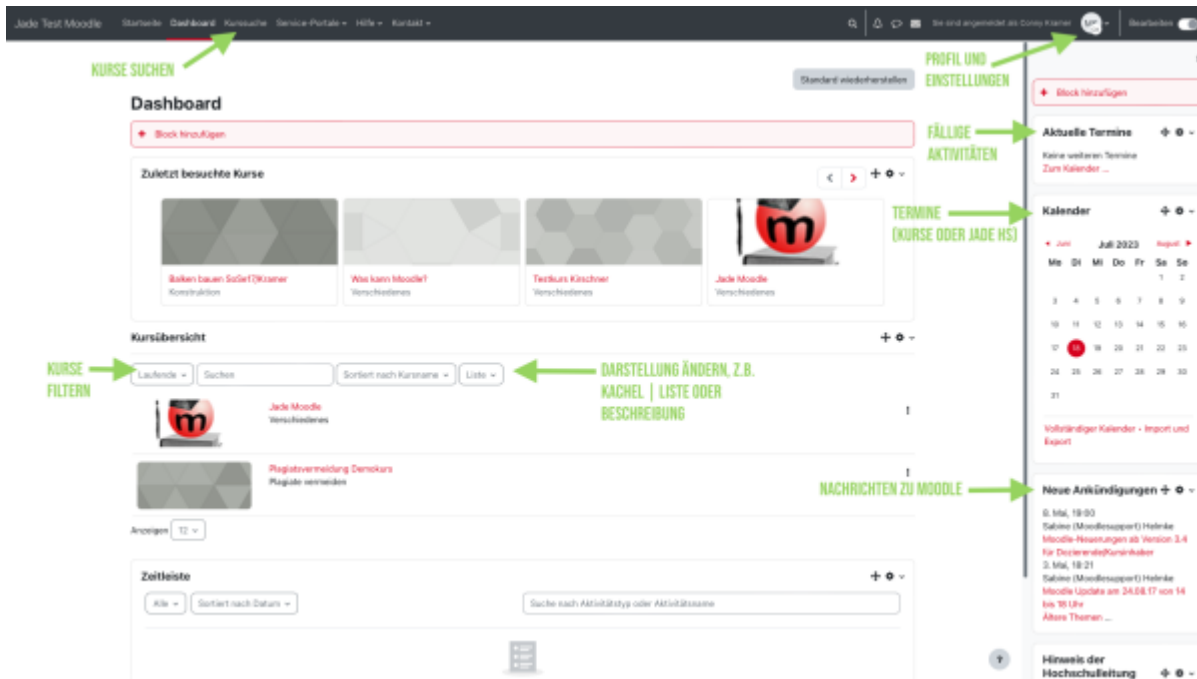 Jade Test Moodle Startseite Dashboard Kurssuche Service-Portale Hilfe Kontakt Sie sind angemeldet als Conny Kramer Bearbeiten
KURSE SUCHEN
PROFIL UND
EINSTELLUNGEN
Standard wiederherstellen
Dashboard
Block hinzufügen
Zuletzt besuchte Kurse
Balken bauen
Konstruktion
Was kann Moodle?
Verschiedenes
Testkurs Kirschner
Verschiedenes
m
Jade Moodle
Verschiedenes
Kursübersicht
KURSE
FILTERN
Laufende Suchen Sortiert nach Kursname Liste
DARSTELLUNG ÄNDERN, Z.B.
KACHEL | LISTE ODER
BESCHREIBUNG
m
Jade Moodle
Verschiedenes
Plagiatsvermeidung Demokurs
Plagiate vermeiden
Anzeigen 12
Zeitleiste
Alle Sortiert nach Datum Suche nach Aktivitätstyp oder Aktivitätsname
Block hinzufügen
FÄLLIGE
AKTIVITÄTEN
Aktuelle Termine
Keine weiteren Termine
Zum Kalender ...
TERMINE
(KURSE ODER JADE HS)
Kalender
Juni Juli 2023 August
Mo Di Mi Do Fr Sa So
1 2
3 4 5 6 7 8 9
10 11 12 13 14 15 16
17 18 19 20 21 22 23
24 25 26 27 28 29 30
31
Vollständiger Kalender • Import und
Export
NACHRICHTEN ZU MOODLE
Neue Ankündigungen
8. Mai, 19:00
Sabine (Moodlesupport) Helmke
Moodle-Neuerungen ab Version 3.4
für Dozierende/Kursinhaber
3. Mai, 18:21
Sabine (Moodlesupport) Helmke
Moodle Update am 24.08.17 von 14
bis 18 Uhr
Ältere Themen ...
Hinweis der
Hochschulleitung